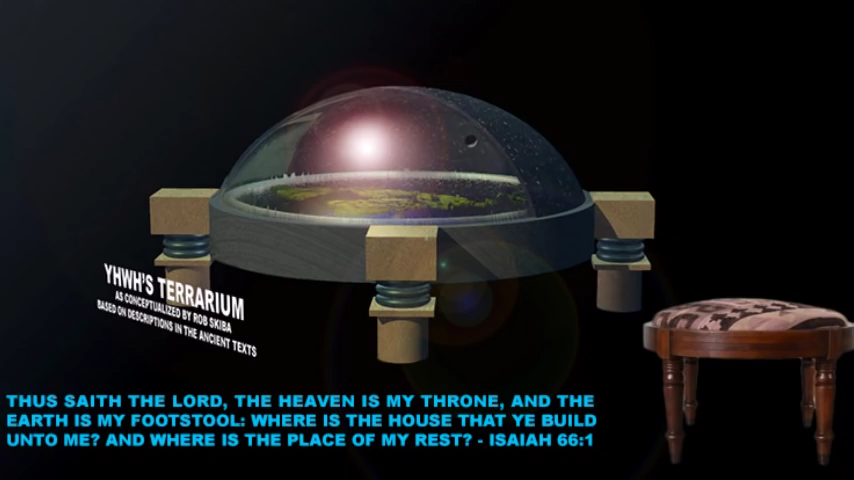 YHWH'S TERRARIUM
AS CONCEPTUALIZED BY ROB SKIBA
BASED ON DESCRIPTIONS IN THE ANCIENT TEXTS
THUS SAITH THE LORD, THE HEAVEN IS MY THRONE, AND THE
EARTH IS MY FOOTSTOOL: WHERE IS THE HOUSE THAT YE BUILD
UNTO ME? AND WHERE IS THE PLACE OF MY REST? - ISAIAH 66:1